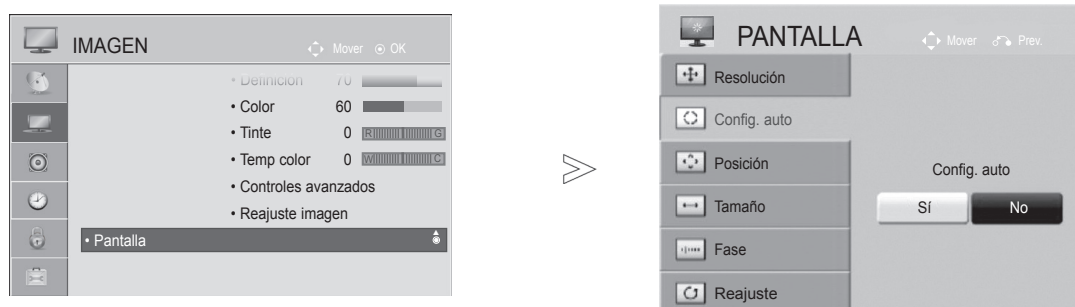 IMAGEN
Mover OK
• Definición 70
• Color 60
• Tinte 0 R G
• Temp color 0 W C
• Controles avanzados
• Reajuste imagen
• Pantalla
PANTALLA
Mover Prev.
Resolución
Config. auto
Posición
Tamaño
Fase
Reajuste
Config. auto
Sí No